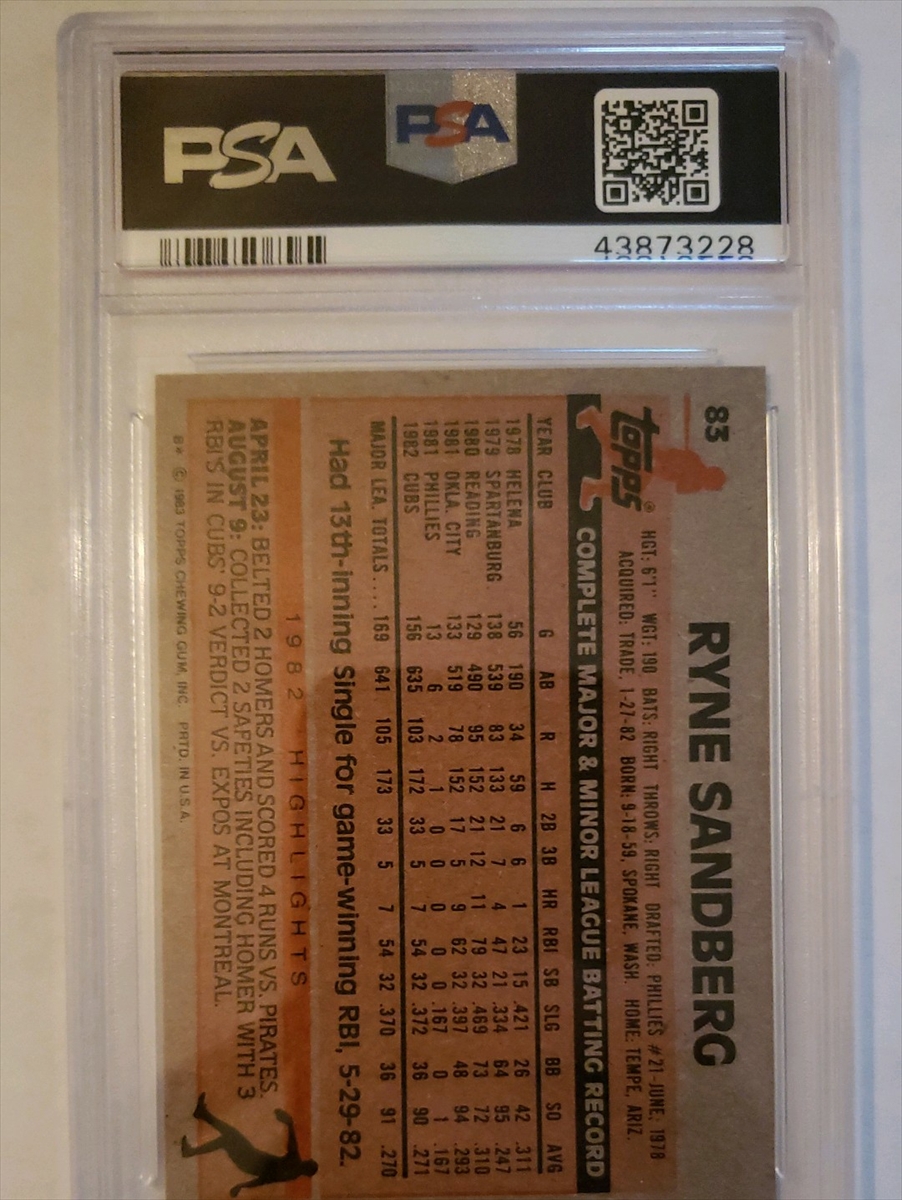 PSA
PSA
43873228
83
RYNE SANDBERG
Topps®
HGT: 6'1" WGT: 190 BATS: RIGHT THROWS: RIGHT DRAFTED: PHILLIES #21-JUNE, 1978
ACQUIRED: TRADE, 1-27-82 BORN: 9-18-59, SPOKANE, WASH. HOME: TEMPE, ARIZ.
COMPLETE MAJOR & MINOR LEAGUE BATTING RECORD
YEAR CLUB G AB R H 2B 3B HR RBI SB SLG BB SO AVG
1978 HELENA 56 190 34 59 6 6 1 23 15 .421 26 42 .311
1979 SPARTANBURG 138 539 83 133 21 7 4 47 21 .334 64 95 .247
1980 READING 129 490 95 152 21 12 11 79 32 .469 73 72 .310
1981 OKLA. CITY 133 519 78 152 17 5 9 62 32 .397 48 94 .293
1981 PHILLIES 13 6 2 1 0 0 0 0 0 .167 0 1 .167
1982 CUBS 156 635 103 172 33 5 7 54 32 .372 36 90 .271
MAJOR LEA. TOTALS.... 169 641 105 173 33 5 7 54 32 .370 36 91 .270
Had 13th-inning Single for game-winning RBI, 5-29-82.
1982 HIGHLIGHTS
APRIL 23: BELTED 2 HOMERS AND SCORED 4 RUNS VS. PIRATES.
AUGUST 9: COLLECTED 2 SAFETIES INCLUDING HOMER WITH 3
RBI'S IN CUBS' 9-2 VERDICT VS. EXPOS AT MONTREAL.
© 1983 TOPPS CHEWING GUM, INC. PRTD. IN U.S.A.